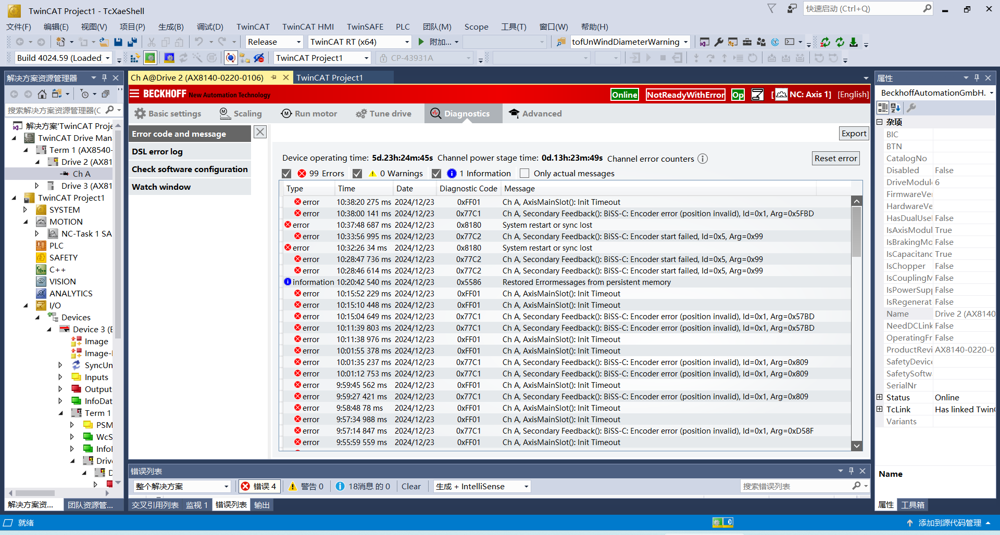 TwinCAT Project1 - TcXaeShell
快速启动 (Ctrl+Q)
文件(F) 编辑(E) 视图(V) 项目(P) 生成(B) 调试(D) TwinCAT TwinCAT HMI TwinSAFE PLC 团队(M) Scope 工具(T) 窗口(W) 帮助(H)
Release TwinCAT RT (x64) 附加... tofUnWindDiameterWarning
Build 4024.59 (Loaded TwinCAT Project1 CP-43931A
解决方案资源管理器
搜索解决方案资源管理器(C
解决方案'TwinCAT Proje
TwinCAT Drive Man
Term 1 (AX8540-
Drive 2 (AX81
Ch A
Drive 3 (AX81
TwinCAT Project1
SYSTEM
MOTION
NC-Task 1 SA
PLC
SAFETY
C++
VISION
ANALYTICS
I/O
Devices
Device 3 (E
Image
Image-I
SyncUn
Inputs
Output
InfoDat
Term 1
PSM
WcS
InfoI
Drive
D
解决方案资... 团队资源管...
Ch A@Drive 2 (AX8140-0220-0106) TwinCAT Project1
BECKHOFF New Automation Technology Online NotReadyWithError Op [ NC: Axis 1] [English]
Basic settings Scaling Run motor Tune drive Diagnostics Advanced
Error code and message
DSL error log
Check software configuration
Watch window
Export
Device operating time: 5d.23h:24m:45s Channel power stage time: 0d.13h:23m:49s Channel error counters Reset error
99 Errors 0 Warnings 1 Information Only actual messages
Type Time Date Diagnostic Code Message
error 10:38:20 275 ms 2024/12/23 0xFF01 Ch A, AxisMainSlot(): Init Timeout
error 10:38:00 141 ms 2024/12/23 0x77C1 Ch A, Secondary Feedback(): BiSS-C: Encoder error (position invalid), Id=0x1, Arg=0x5FBD
error 10:37:48 687 ms 2024/12/23 0x8180 System restart or sync lost
error 10:33:56 995 ms 2024/12/23 0x77C2 Ch A, Secondary Feedback(): BiSS-C: Encoder start failed, Id=0x5, Arg=0x99
error 10:32:26 34 ms 2024/12/23 0x8180 System restart or sync lost
error 10:28:47 736 ms 2024/12/23 0x77C2 Ch A, Secondary Feedback(): BiSS-C: Encoder start failed, Id=0x5, Arg=0x99
error 10:28:46 614 ms 2024/12/23 0x77C2 Ch A, Secondary Feedback(): BiSS-C: Encoder start failed, Id=0x5, Arg=0x99
information 10:20:42 540 ms 2024/12/23 0x5586 Restored Errormessages from persistent memory
error 10:15:52 229 ms 2024/12/23 0xFF01 Ch A, AxisMainSlot(): Init Timeout
error 10:15:10 448 ms 2024/12/23 0xFF01 Ch A, AxisMainSlot(): Init Timeout
error 10:15:04 649 ms 2024/12/23 0x77C1 Ch A, Secondary Feedback(): BiSS-C: Encoder error (position invalid), Id=0x1, Arg=0x57BD
error 10:11:39 803 ms 2024/12/23 0x77C1 Ch A, Secondary Feedback(): BiSS-C: Encoder error (position invalid), Id=0x1, Arg=0x57BD
error 10:11:38 976 ms 2024/12/23 0xFF01 Ch A, AxisMainSlot(): Init Timeout
error 10:01:55 378 ms 2024/12/23 0xFF01 Ch A, AxisMainSlot(): Init Timeout
error 10:01:35 237 ms 2024/12/23 0x77C1 Ch A, Secondary Feedback(): BiSS-C: Encoder error (position invalid), Id=0x1, Arg=0x809
error 10:01:12 753 ms 2024/12/23 0x77C1 Ch A, Secondary Feedback(): BiSS-C: Encoder error (position invalid), Id=0x1, Arg=0x809
error 9:59:45 562 ms 2024/12/23 0xFF01 Ch A, AxisMainSlot(): Init Timeout
error 9:59:27 421 ms 2024/12/23 0x77C1 Ch A, Secondary Feedback(): BiSS-C: Encoder error (position invalid), Id=0x1, Arg=0x809
error 9:58:48 78 ms 2024/12/23 0xFF01 Ch A, AxisMainSlot(): Init Timeout
error 9:57:34 988 ms 2024/12/23 0xFF01 Ch A, AxisMainSlot(): Init Timeout
error 9:57:14 847 ms 2024/12/23 0x77C1 Ch A, Secondary Feedback(): BiSS-C: Encoder error (position invalid), Id=0x1, Arg=0xD58F
error 9:55:59 559 ms 2024/12/23 0xFF01 Ch A, AxisMainSlot(): Init Timeout
错误列表
整个解决方案 错误 4 警告 0 18消息 的 0 Clear 生成 + IntelliSense 搜索错误列表
交叉引用列表 监视 1 错误列表 输出
属性
BeckhoffAutomationGmbH.
杂项
BIC
BTN
CatalogNo
Disabled False
DriveModul 6
FirmwareVe
HardwareVe
HasDualUse False
IsAxisModul True
IsBrakingMo False
IsCapacitanc True
IsChopper False
IsCouplingM False
IsPowerSupp False
IsRegenerat False
Name Drive 2 (AX8140
NeedDCLink False
OperatingFr False
ProductRevi AX8140-0220-0
SafetyDevice
SafetySoftw
SerialNr
Status Online
TcLink Has linked Twin
Variants
Name
属性 工具箱
就绪 0 添加到源代码管理